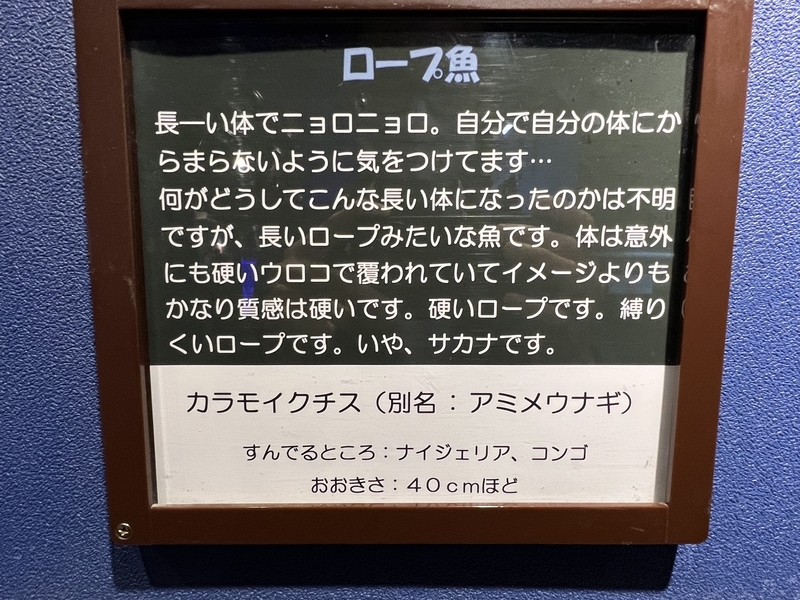 ロープ魚
長ーい体でニョロニョロ。自分で自分の体にか
らまらないように気をつけてます…
何がどうしてこんな長い体になったのかは不明
ですが、長いロープみたいな魚です。体は意外
にも硬いウロコで覆われていてイメージよりも
かなり質感は硬いです。硬いロープです。縛り
くいロープです。いや、サカナです。
カラモイクチス（別名：アミメウナギ）
すんでるところ：ナイジェリア、コンゴ
おおきさ：４０ｃｍほど